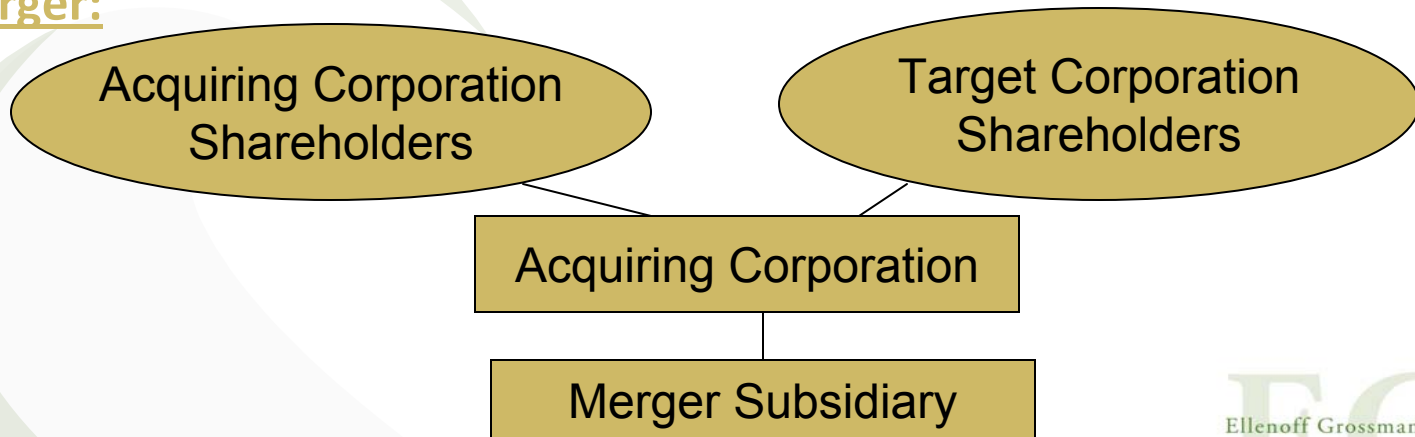 rger:
Acquiring Corporation
Shareholders
Target Corporation
Shareholders
Acquiring Corporation
Merger Subsidiary
Ellenoff Grossman